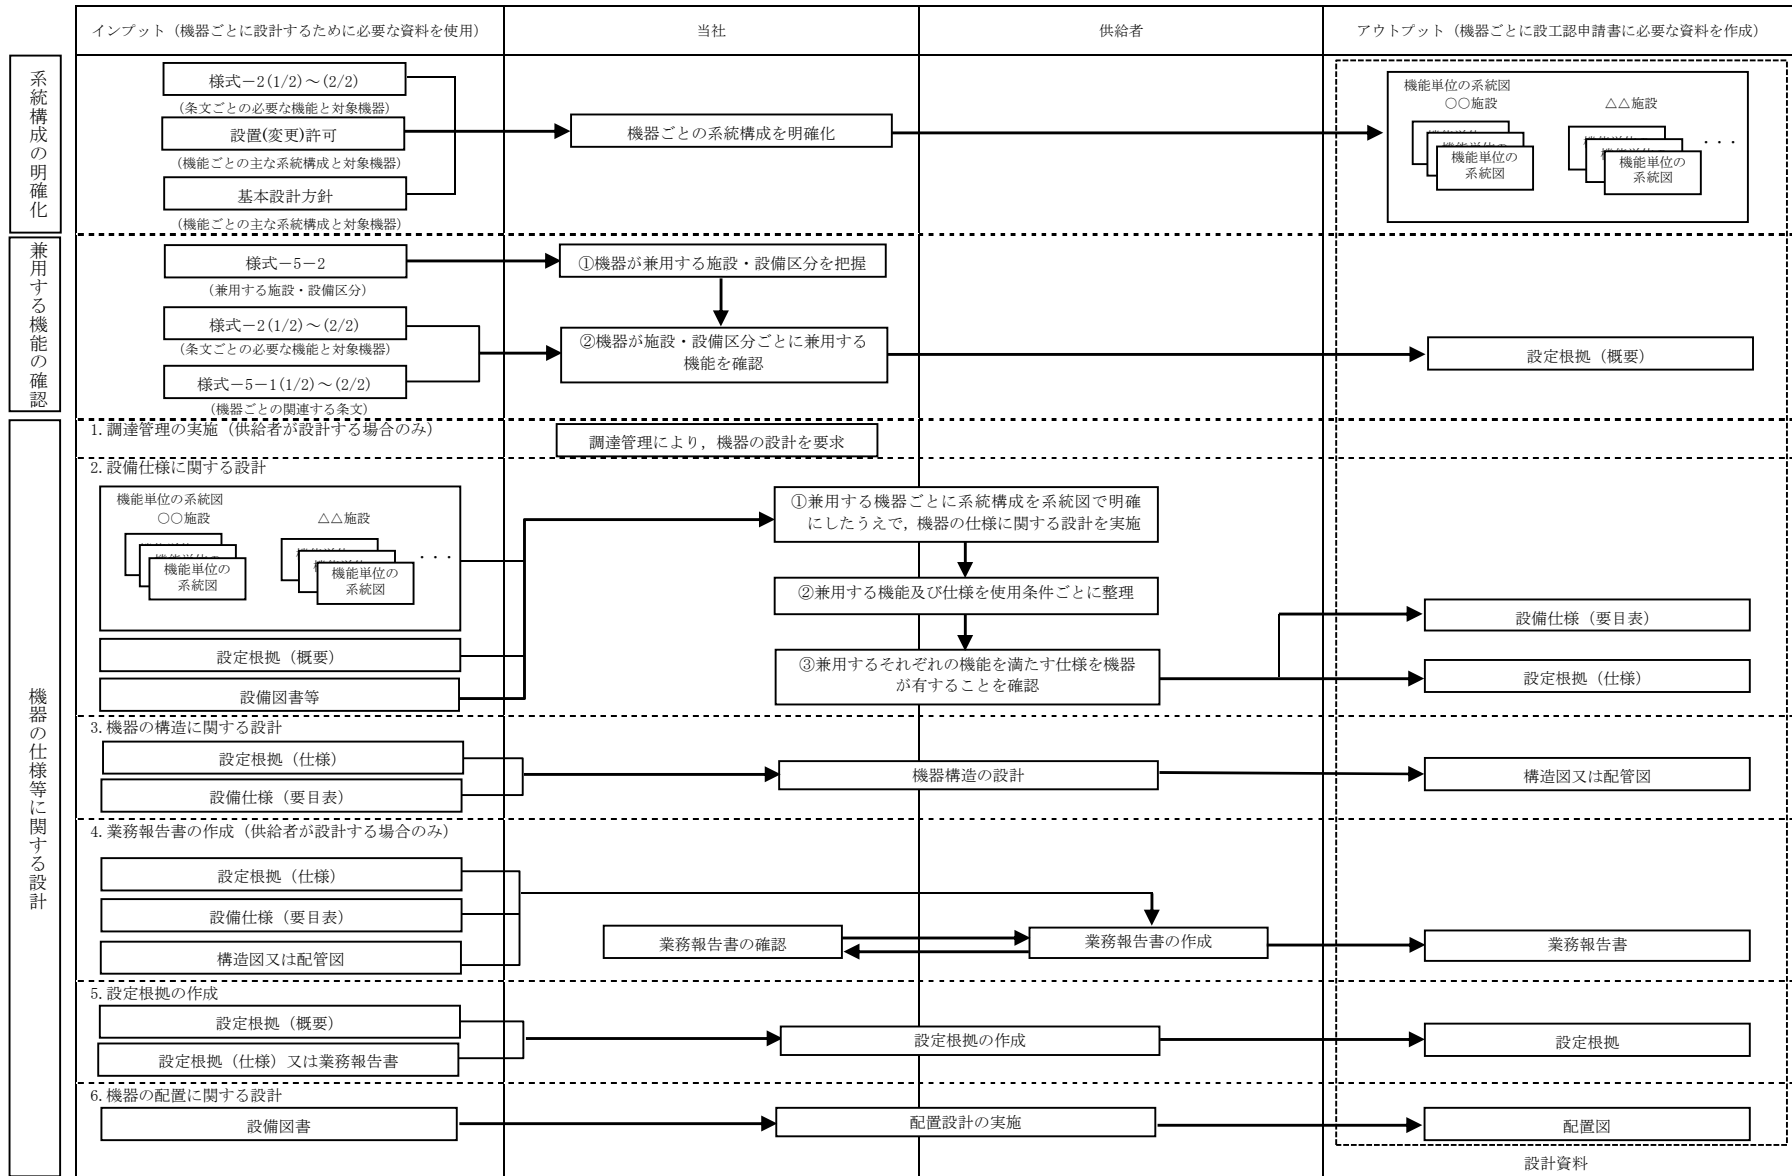 インプット（機器ごとに設計するために必要な資料を使用）
当社
供給者
アウトプット（機器ごとに設工認申請書に必要な資料を作成）
系統構成の明確化
様式－2(1/2)～(2/2)
（条文ごとの必要な機能と対象機器）
設置(変更)許可
（機能ごとの主な系統構成と対象機器）
基本設計方針
（機能ごとの主な系統構成と対象機器）
機器ごとの系統構成を明確化
機能単位の系統図
○○施設
△△施設
機能単位の
系統図
機能単位の
系統図
・・・
兼用する機能の確認
様式－5－2
（兼用する施設・設備区分）
様式－2(1/2)～(2/2)
（条文ごとの必要な機能と対象機器）
様式－5－1(1/2)～(2/2)
（機器ごとの関連する条文）
①機器が兼用する施設・設備区分を把握
②機器が施設・設備区分ごとに兼用する
機能を確認
設定根拠（概要）
機器の仕様等に関する設計
1.調達管理の実施（供給者が設計する場合のみ）
調達管理により，機器の設計を要求
2.設備仕様に関する設計
機能単位の系統図
○○施設
△△施設
機能単位の
系統図
機能単位の
系統図
・・・
設定根拠（概要）
設備図書等
①兼用する機器ごとに系統構成を系統図で明確
にしたうえで，機器の仕様に関する設計を実施
②兼用する機能及び仕様を使用条件ごとに整理
③兼用するそれぞれの機能を満たす仕様を機器
が有することを確認
設備仕様（要目表）
設定根拠（仕様）
3.機器の構造に関する設計
設定根拠（仕様）
設備仕様（要目表）
機器構造の設計
構造図又は配管図
4.業務報告書の作成（供給者が設計する場合のみ）
設定根拠（仕様）
設備仕様（要目表）
構造図又は配管図
業務報告書の確認
業務報告書の作成
業務報告書
5.設定根拠の作成
設定根拠（概要）
設定根拠（仕様）又は業務報告書
設定根拠の作成
設定根拠
6.機器の配置に関する設計
設備図書
配置設計の実施
配置図
設計資料